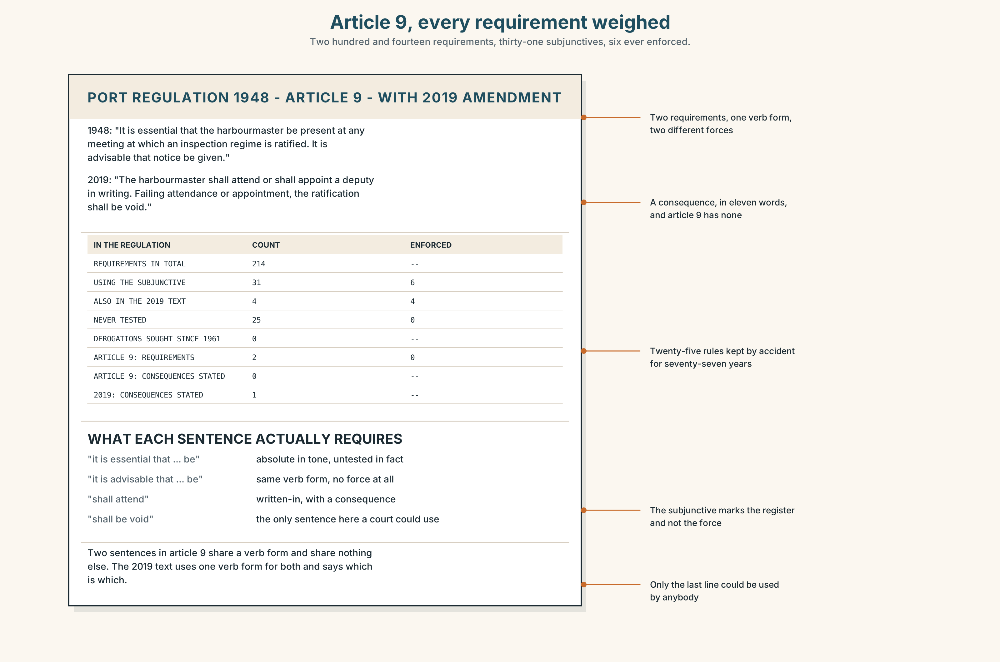 Article 9, every requirement weighed
Two hundred and fourteen requirements, thirty-one subjunctives, six ever enforced.
PORT REGULATION 1948 - ARTICLE 9 - WITH 2019 AMENDMENT
1948: "It is essential that the harbourmaster be present at any
meeting at which an inspection regime is ratified. It is
advisable that notice be given."
2019: "The harbourmaster shall attend or shall appoint a deputy
in writing. Failing attendance or appointment, the ratification
shall be void."
IN THE REGULATION COUNT ENFORCED
REQUIREMENTS IN TOTAL 214 --
USING THE SUBJUNCTIVE 31 6
ALSO IN THE 2019 TEXT 4 4
NEVER TESTED 25 0
DEROGATIONS SOUGHT SINCE 1961 0 --
ARTICLE 9: REQUIREMENTS 2 0
ARTICLE 9: CONSEQUENCES STATED 0 --
2019: CONSEQUENCES STATED 1 --
WHAT EACH SENTENCE ACTUALLY REQUIRES
"it is essential that ... be" absolute in tone, untested in fact
"it is advisable that ... be" same verb form, no force at all
"shall attend" written-in, with a consequence
"shall be void" the only sentence here a court could use
Two sentences in article 9 share a verb form and share nothing
else. The 2019 text uses one verb form for both and says which
is which.
Two requirements, one verb form,
two different forces
A consequence, in eleven words,
and article 9 has none
Twenty-five rules kept by accident
for seventy-seven years
The subjunctive marks the register
and not the force
Only the last line could be used
by anybody